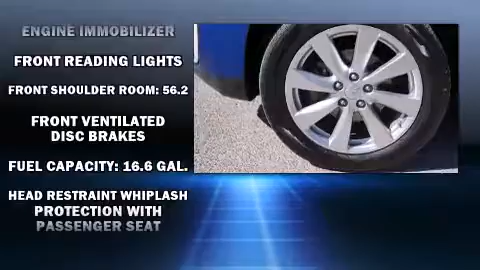 ENGINE IMMOBILIZER
FRONT READING LIGHTS
FRONT SHOULDER ROOM: 56.2
FRONT VENTILATED
DISC BRAKES
FUEL CAPACITY: 16.6 GAL.
HEAD RESTRAINT WHIPLASH
PROTECTION WITH
PASSENGER SEAT